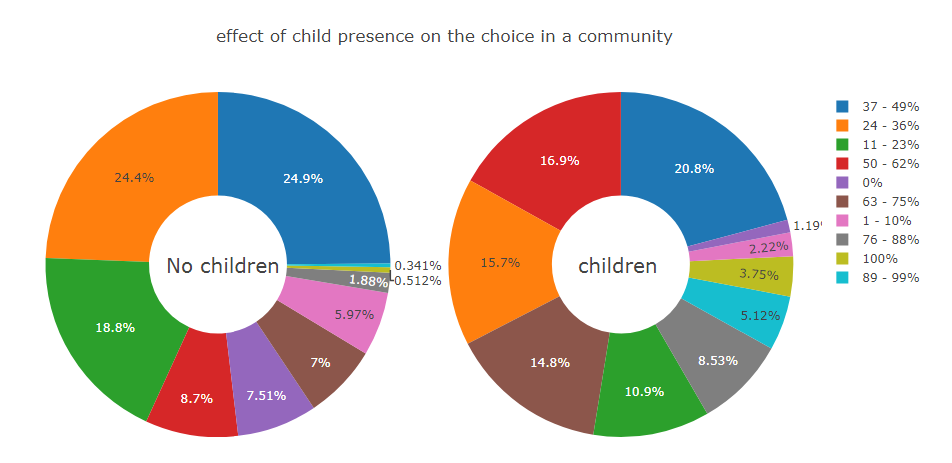 effect of child presence on the choice in a community
24.4%
24.9%
18.8%
8.7%
7.51%
7%
5.97%
1.88%
0.512%
0.341%
No children
16.9%
20.8%
15.7%
14.8%
10.9%
8.53%
5.12%
3.75%
2.22%
1.19%
children
37 - 49%
24 - 36%
11 - 23%
50 - 62%
0%
63 - 75%
1 - 10%
76 - 88%
100%
89 - 99%